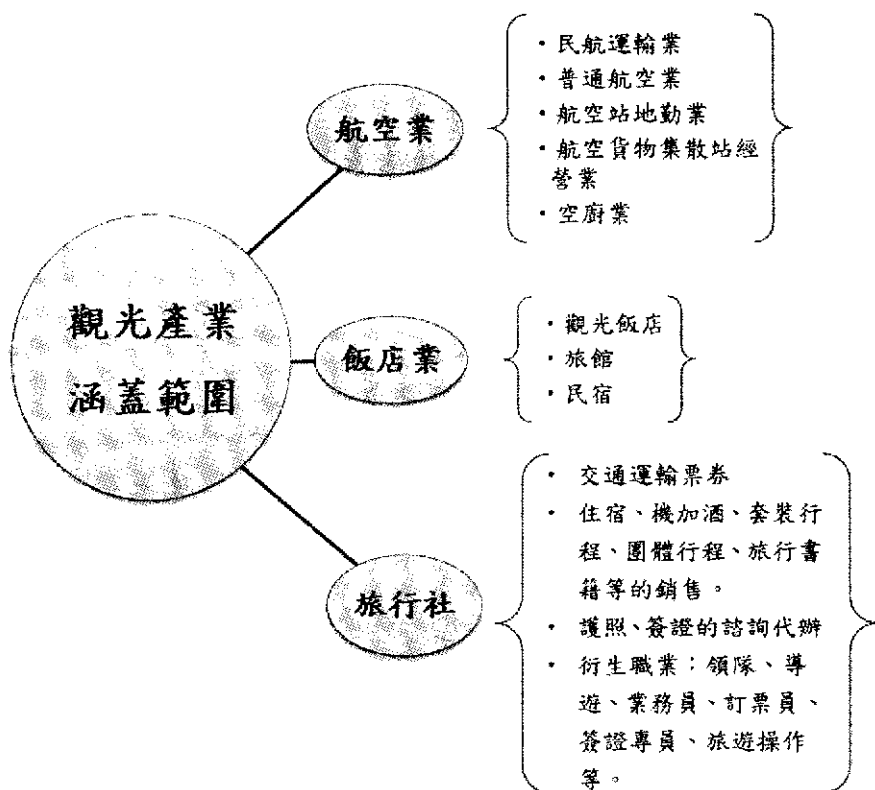 觀光產業
涵蓋範圍
航空業
・民航運輸業
・普通航空業
・航空站地勤業
・航空貨物集散站經
營業
・空廚業
飯店業
・觀光飯店
・旅館
・民宿
旅行社
・ 交通運輸票券
・ 住宿、機加酒、套裝行
程、團體行程、旅行書
籍等的銷售。
・ 護照、簽證的諮詢代辦
・ 衍生職業：領隊、導
遊、業務員、訂票員、
簽證專員、旅遊操作
等。